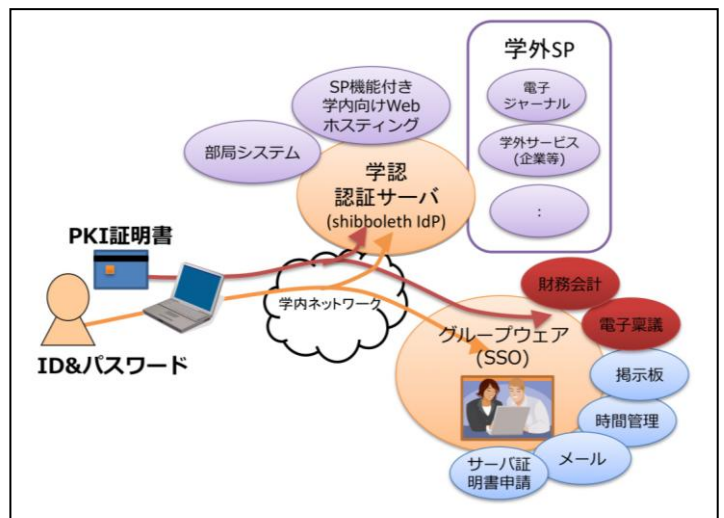 学外SP
電子
ジャーナル
学外サービス
(企業等)
:
SP機能付き
学内向けWeb
ホスティング
部局システム
学認
認証サーバ
(shibboleth IdP)
PKI証明書
ID&パスワード
学内ネットワーク
財務会計
電子稟議
グループウェア
(SSO)
掲示板
時間管理
メール
サーバ証
明書申請